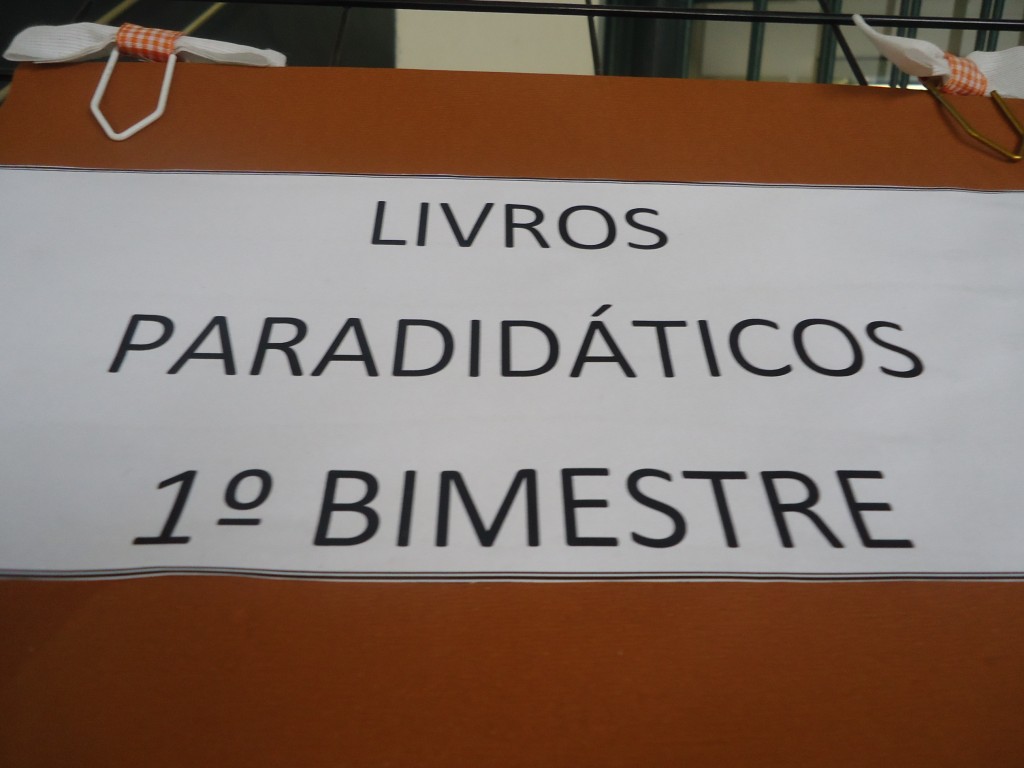 LIVROS
PARADIDÁTICOS
1º BIMESTRE